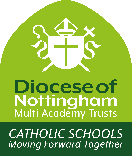 Diocese of
Nottingham
Multi Academy Trusts
CATHOLIC SCHOOLS
Moving Forward Together